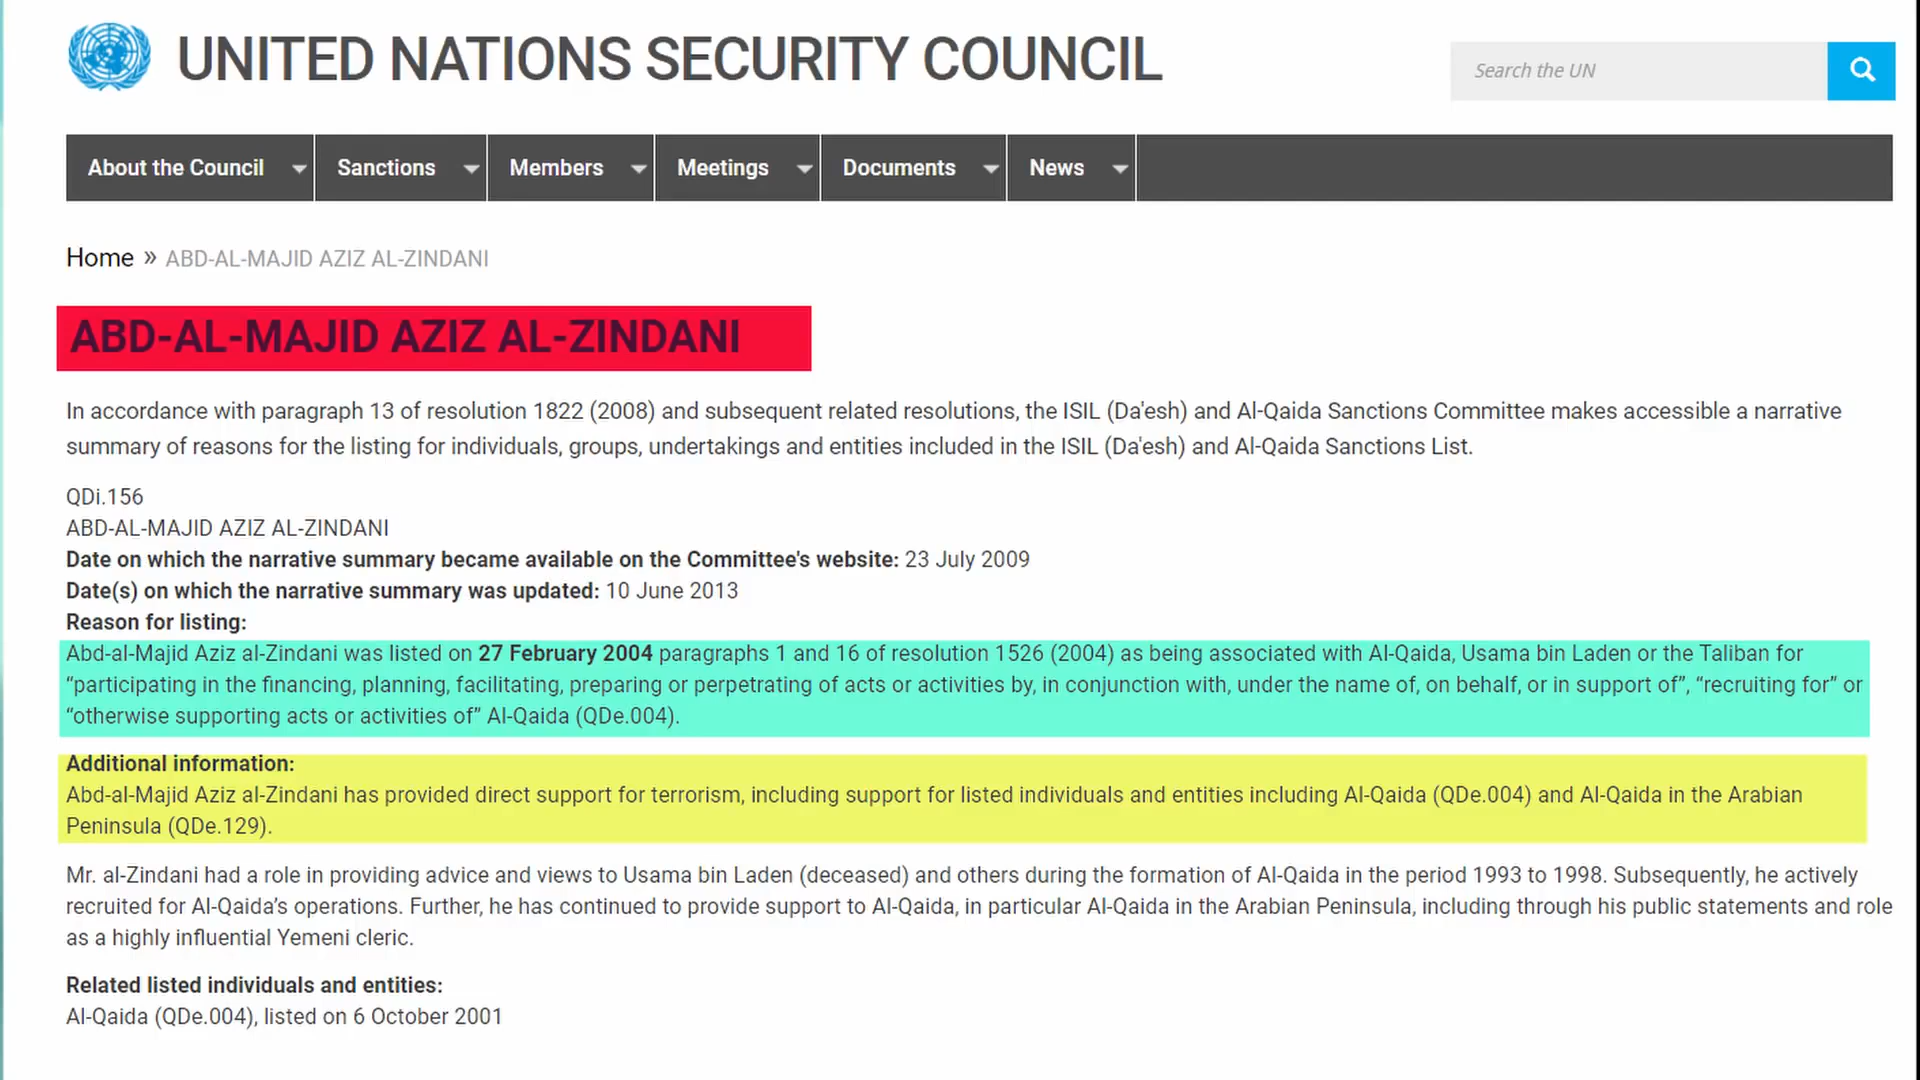 UNITED NATIONS SECURITY COUNCIL
Search the UN
About the Council Sanctions Members Meetings Documents News
Home » ABD-AL-MAJID AZIZ AL-ZINDANI
ABD-AL-MAJID AZIZ AL-ZINDANI
In accordance with paragraph 13 of resolution 1822 (2008) and subsequent related resolutions, the ISIL (Da'esh) and Al-Qaida Sanctions Committee makes accessible a narrative
summary of reasons for the listing for individuals, groups, undertakings and entities included in the ISIL (Da'esh) and Al-Qaida Sanctions List.
QDi.156
ABD-AL-MAJID AZIZ AL-ZINDANI
Date on which the narrative summary became available on the Committee's website: 23 July 2009
Date(s) on which the narrative summary was updated: 10 June 2013
Reason for listing:
Abd-al-Majid Aziz al-Zindani was listed on 27 February 2004 paragraphs 1 and 16 of resolution 1526 (2004) as being associated with Al-Qaida, Usama bin Laden or the Taliban for
“participating in the financing, planning, facilitating, preparing or perpetrating of acts or activities by, in conjunction with, under the name of, on behalf, or in support of”, “recruiting for” or
“otherwise supporting acts or activities of” Al-Qaida (QDe.004).
Additional information:
Abd-al-Majid Aziz al-Zindani has provided direct support for terrorism, including support for listed individuals and entities including Al-Qaida (QDe.004) and Al-Qaida in the Arabian
Peninsula (QDe.129).
Mr. al-Zindani had a role in providing advice and views to Usama bin Laden (deceased) and others during the formation of Al-Qaida in the period 1993 to 1998. Subsequently, he actively
recruited for Al-Qaida’s operations. Further, he has continued to provide support to Al-Qaida, in particular Al-Qaida in the Arabian Peninsula, including through his public statements and role
as a highly influential Yemeni cleric.
Related listed individuals and entities:
Al-Qaida (QDe.004), listed on 6 October 2001